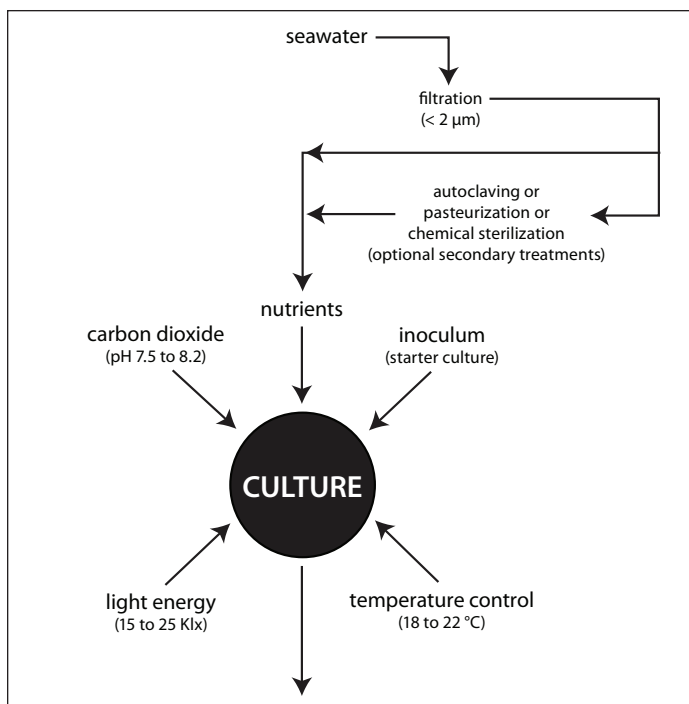 seawater
filtration
(< 2 µm)
autoclaving or
pasteurization or
chemical sterilization
(optional secondary treatments)
nutrients
carbon dioxide
(pH 7.5 to 8.2)
inoculum
(starter culture)
CULTURE
light energy
(15 to 25 Klx)
temperature control
(18 to 22 °C)